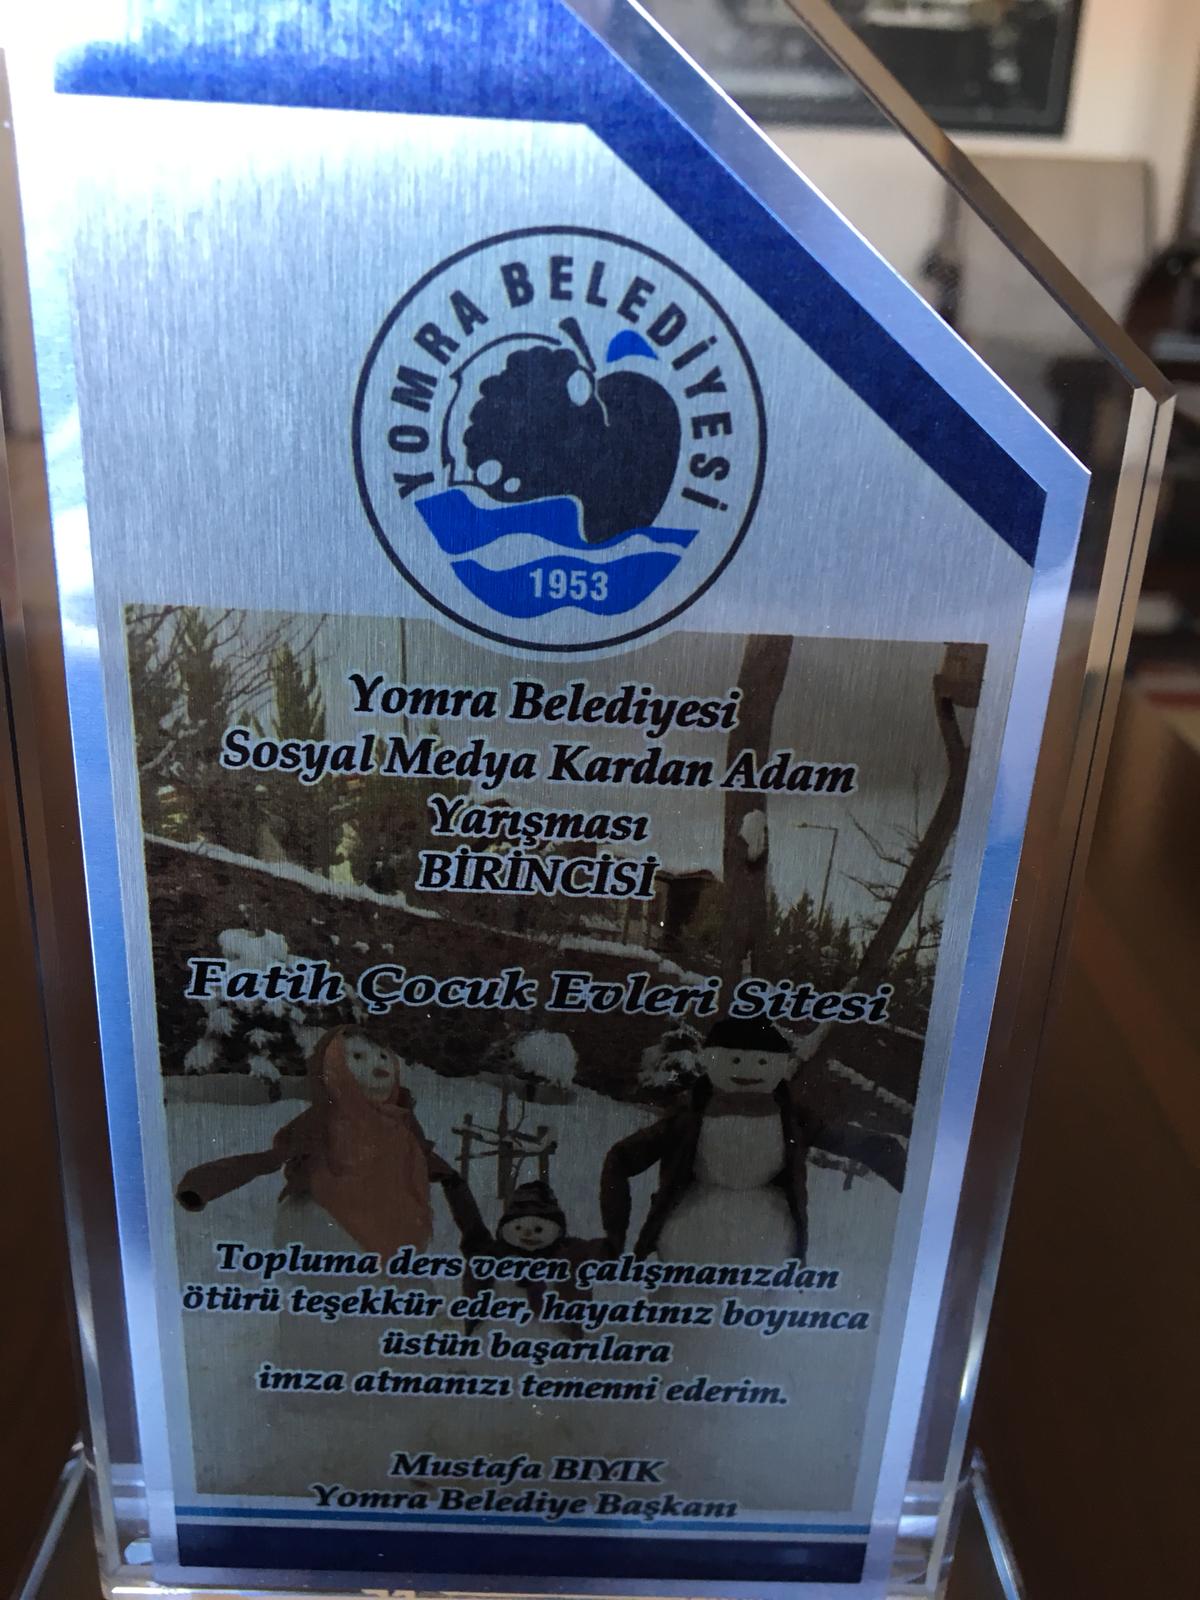 YOMRA BELEDİYESİ
1953
Yomra Belediyesi
Sosyal Medya Kardan Adam
Yarışması
BİRİNCİSİ
Fatih Çocuk Evleri Sitesi
Topluma ders veren çalışmanızdan
ötürü teşekkür eder, hayatınız boyunca
üstün başarılara
imza atmanızı temenni ederim.
Mustafa BIYIK
Yomra Belediye Başkanı